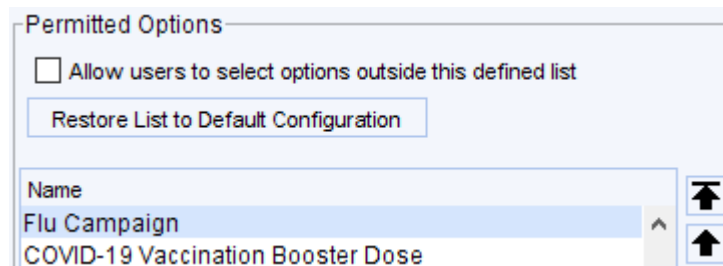 Permitted Options
Allow users to select options outside this defined list
Restore List to Default Configuration
Name
Flu Campaign
COVID-19 Vaccination Booster Dose